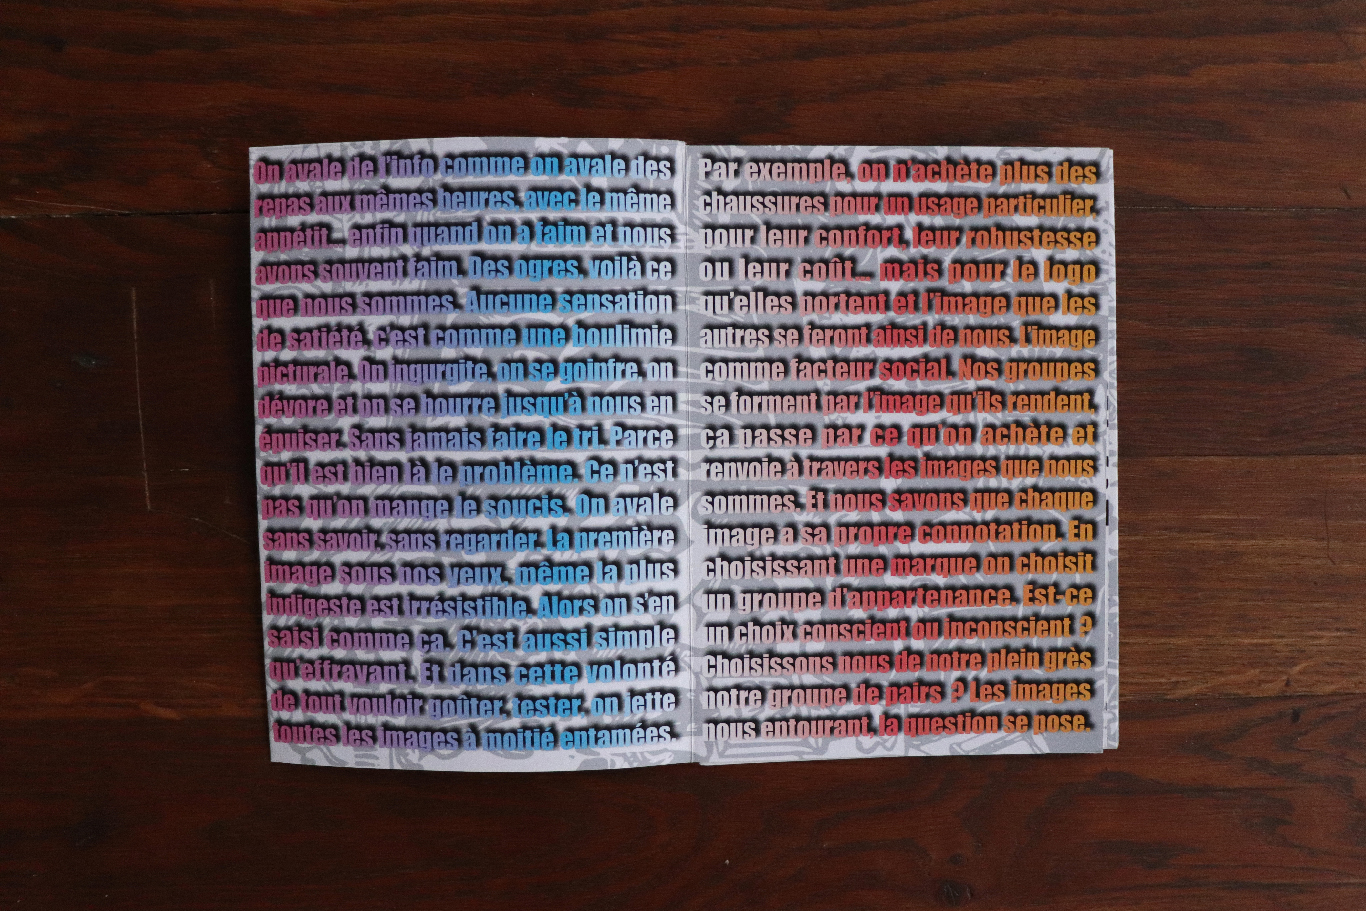 On avale de l'info comme on avale des
repas aux mêmes heures, avec le même
appétit... enfin quand on a faim et nous
avons souvent faim. Des ogres, voilà ce
que nous sommes. Aucune sensation
de satiété, c'est comme une boulimie
picturale. On ingurgite, on se goinfre, on
dévore et on se bourre jusqu'à nous en
épuiser. Sans jamais faire le tri. Parce
qu'il est bien là le problème. Ce n'est
pas qu'on mange le soucis. On avale
sans savoir, sans regarder. La première
image sous nos yeux, même la plus
indigeste est irrésistible. Alors on s'en
saisi comme ça. C'est aussi simple
qu'effrayant. Et dans cette volonté
de tout vouloir goûter, tester, on jette
toutes les images à moitié entamées.
Par exemple, on n'achète plus des
chaussures pour un usage particulier,
pour leur confort, leur robustesse
ou leur coût... mais pour le logo
qu'elles portent et l'image que les
autres se feront ainsi de nous. L'image
comme facteur social. Nos groupes
se forment par l'image qu'ils rendent,
ça passe par ce qu'on achète et
renvoie à travers les images que nous
sommes. Et nous savons que chaque
image a sa propre connotation. En
choisissant une marque on choisit
un groupe d'appartenance. Est-ce
un choix conscient ou inconscient ?
Choisissons nous de notre plein grès
notre groupe de pairs ? Les images
nous entourant, la question se pose.